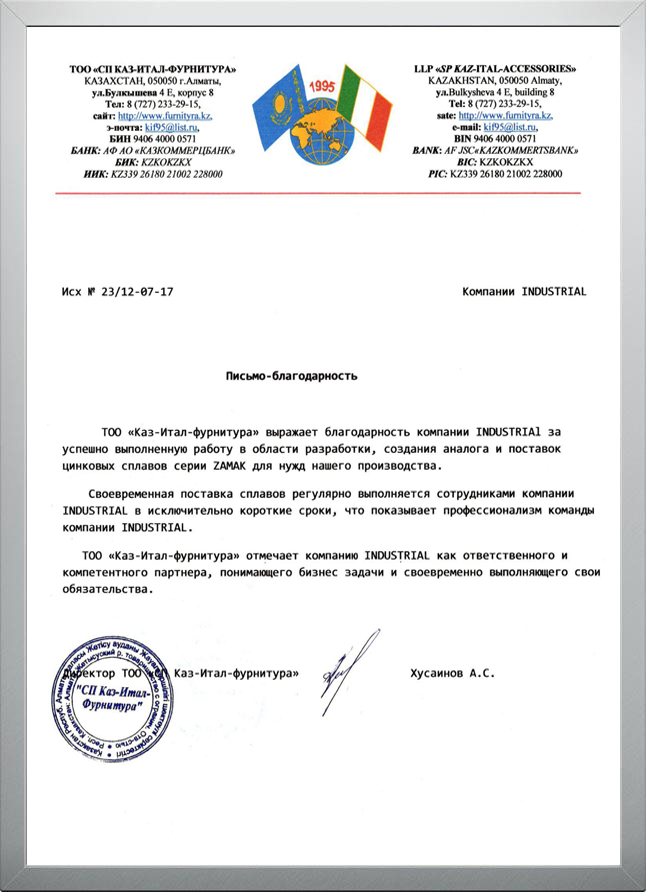 ТОО «СП КАЗ-ИТАЛ-ФУРНИТУРА»
КАЗАХСТАН, 050050 г.Алматы,
ул.Булкышева 4 Е, корпус 8
Тел: 8 (727) 233-29-15,
сайт: http://www.furnityra.kz,
э-почта: kif95@list.ru,
БИН 9406 4000 0571
БАНК: АФ АО «КАЗКОММЕРЦБАНК»
БИК: KZKOKZKX
ИИК: KZ339 26180 21002 228000
1995
LLP «SP KAZ-ITAL-ACCESSORIES»
KAZAKHSTAN, 050050 Almaty,
ул.Bulkysheva 4 E, building 8
Tel: 8 (727) 233-29-15,
sate: http://www.furnityra.kz,
e-mail: kif95@list.ru,
BIN 9406 4000 0571
BANK: AF JSC«KAZKOMMERTSBANK»
BIC: KZKOKZKX
PIC: KZ339 26180 21002 228000
Исх № 23/12-07-17
Компании INDUSTRIAL
Письмо-благодарность
ТОО «Каз-Итал-фурнитура» выражает благодарность компании INDUSTRIAl за
успешно выполненную работу в области разработки, создания аналога и поставок
цинковых сплавов серии ZAMAK для нужд нашего производства.
Своевременная поставка сплавов регулярно выполняется сотрудниками компании
INDUSTRIAL в исключительно короткие сроки, что показывает профессионализм команды
компании INDUSTRIAL.
ТОО «Каз-Итал-фурнитура» отмечает компанию INDUSTRIAL как ответственного и
компетентного партнера, понимающего бизнес задачи и своевременно выполняющего свои
обязательства.
Директор ТОО «СП Каз-Итал-фурнитура»
Хусаинов А.С.
"СП Каз-Итал-
Фурнитура"